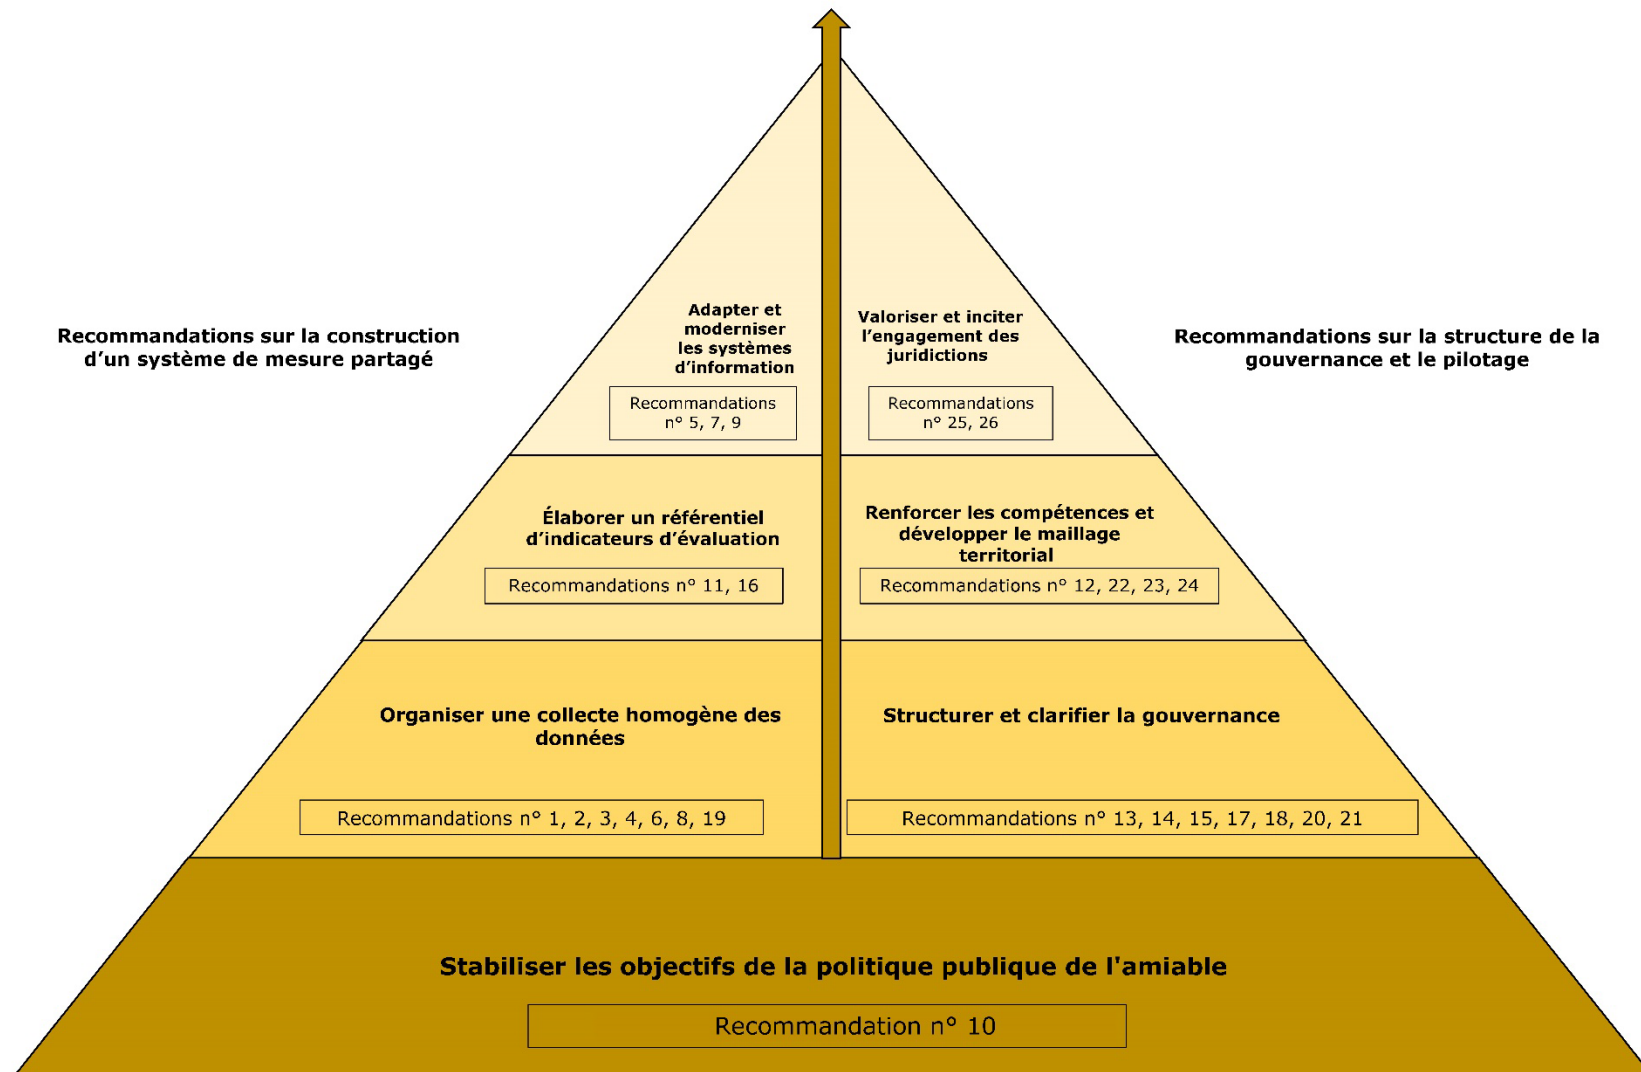 Recommandations sur la construction
d’un système de mesure partagé
Adapter et
moderniser
les systèmes
d’information
Recommandations
n° 5, 7, 9
Valoriser et inciter
l’engagement des
juridictions
Recommandations
n° 25, 26
Recommandations sur la structure de la
gouvernance et le pilotage
Élaborer un référentiel
d’indicateurs d’évaluation
Recommandations n° 11, 16
Renforcer les compétences et
développer le maillage
territorial
Recommandations n° 12, 22, 23, 24
Organiser une collecte homogène des
données
Recommandations n° 1, 2, 3, 4, 6, 8, 19
Structurer et clarifier la gouvernance
Recommandations n° 13, 14, 15, 17, 18, 20, 21
Stabiliser les objectifs de la politique publique de l'amiable
Recommandation n° 10